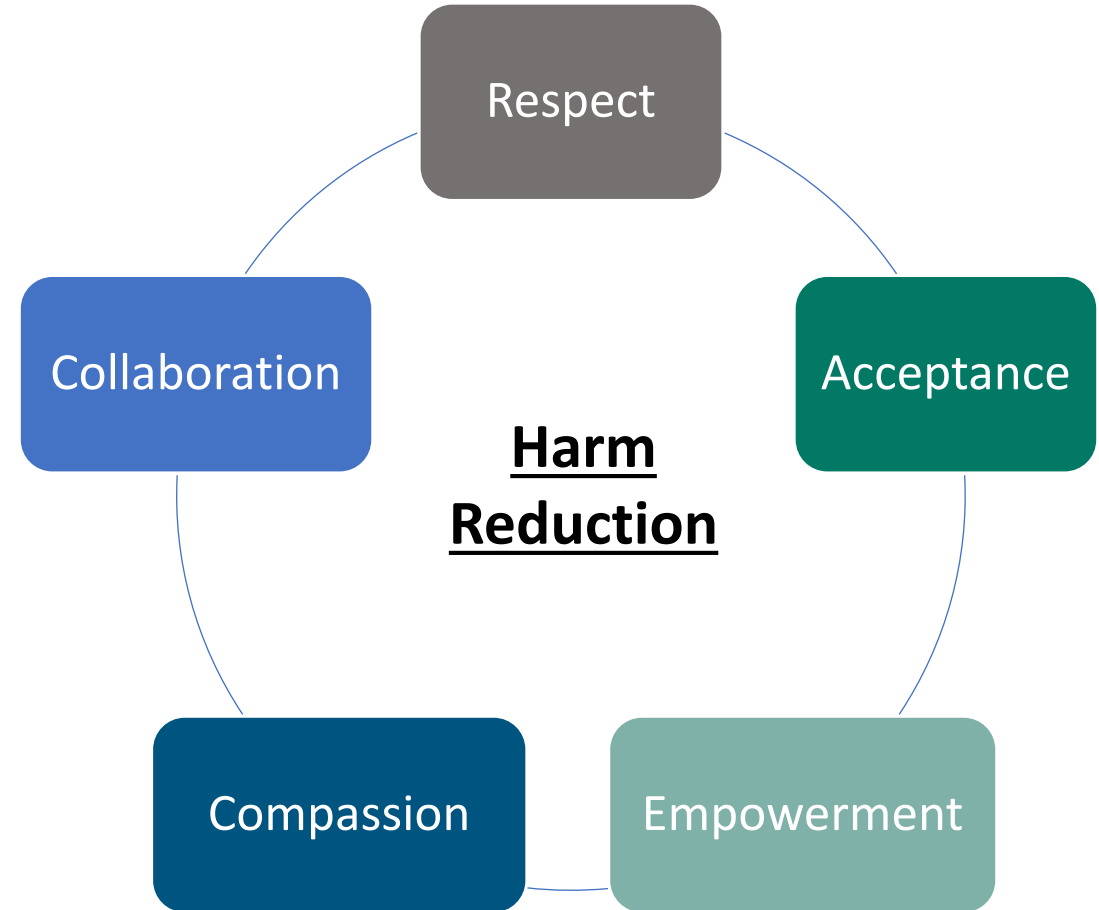 Respect
Collaboration
Acceptance
Harm
Reduction
Compassion
Empowerment